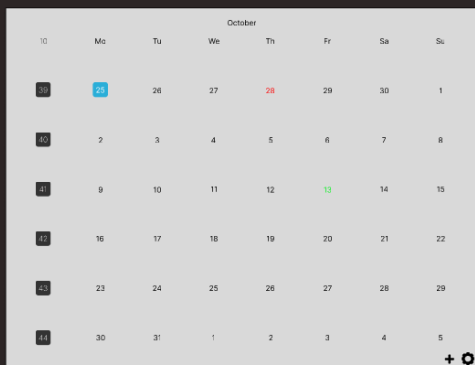 October
10 Mo Tu We Th Fr Sa Su
39 25 26 27 28 29 30 1
40 2 3 4 5 6 7 8
41 9 10 11 12 13 14 15
42 16 17 18 19 20 21 22
43 23 24 25 26 27 28 29
44 30 31 1 2 3 4 5
+